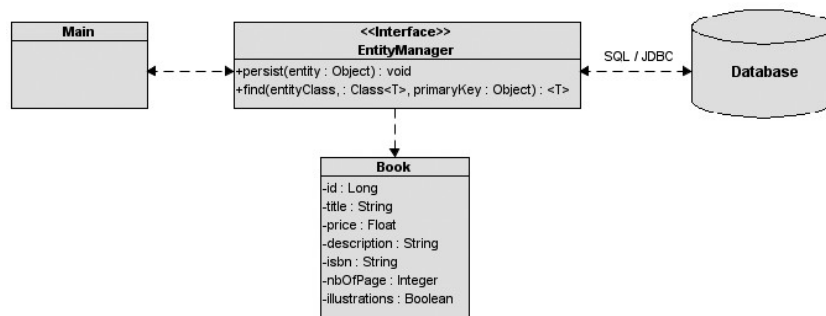 Main
<<Interface>>
EntityManager
+persist(entity : Object) : void
+find(entityClass, : Class<T>, primaryKey : Object) : <T>
SQL / JDBC
Database
Book
-id : Long
-title : String
-price : Float
-description : String
-isbn : String
-nbOfPage : Integer
-illustrations : Boolean